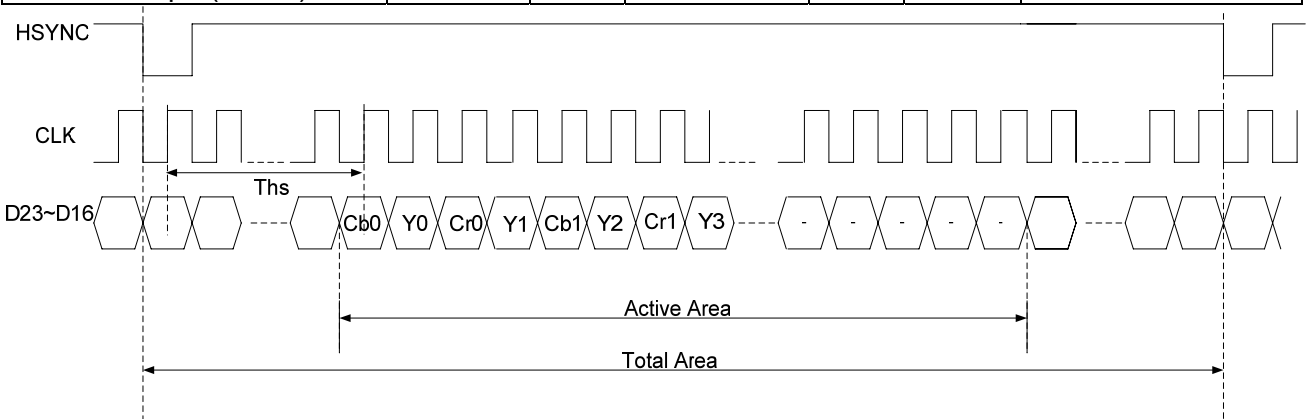 HSYNC
CLK
Ths
D23~D16
Cb0 Y0 Cr0 Y1 Cb1 Y2 Cr1 Y3 - - - - -
Active Area
Total Area